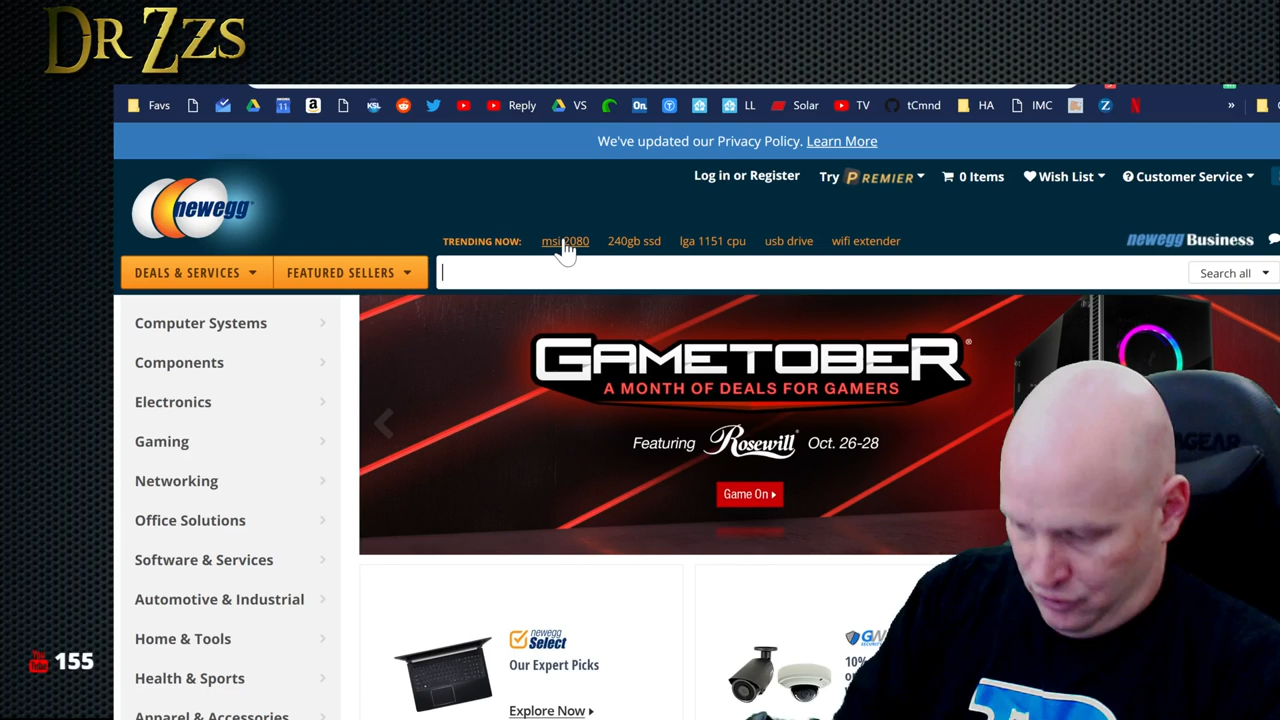 DR ZZS
Favs
Reply
VS
On
LL
Solar
TV
tCmnd
HA
IMC
»
We've updated our Privacy Policy. Learn More
Log in or Register
Try PREMIER
0 Items
Wish List
Customer Service
newegg
TRENDING NOW:
msi 2080
240gb ssd
lga 1151 cpu
usb drive
wifi extender
newegg Business
DEALS & SERVICES
FEATURED SELLERS
Search all
Computer Systems
Components
Electronics
Gaming
Networking
Office Solutions
Software & Services
Automotive & Industrial
Home & Tools
Health & Sports
Apparel & Accessories
GAMETOBER®
A MONTH OF DEALS FOR GAMERS
Featuring Rosewill Oct. 26-28
Game On
newegg Select
Our Expert Picks
Explore Now
10%
YouTube 155